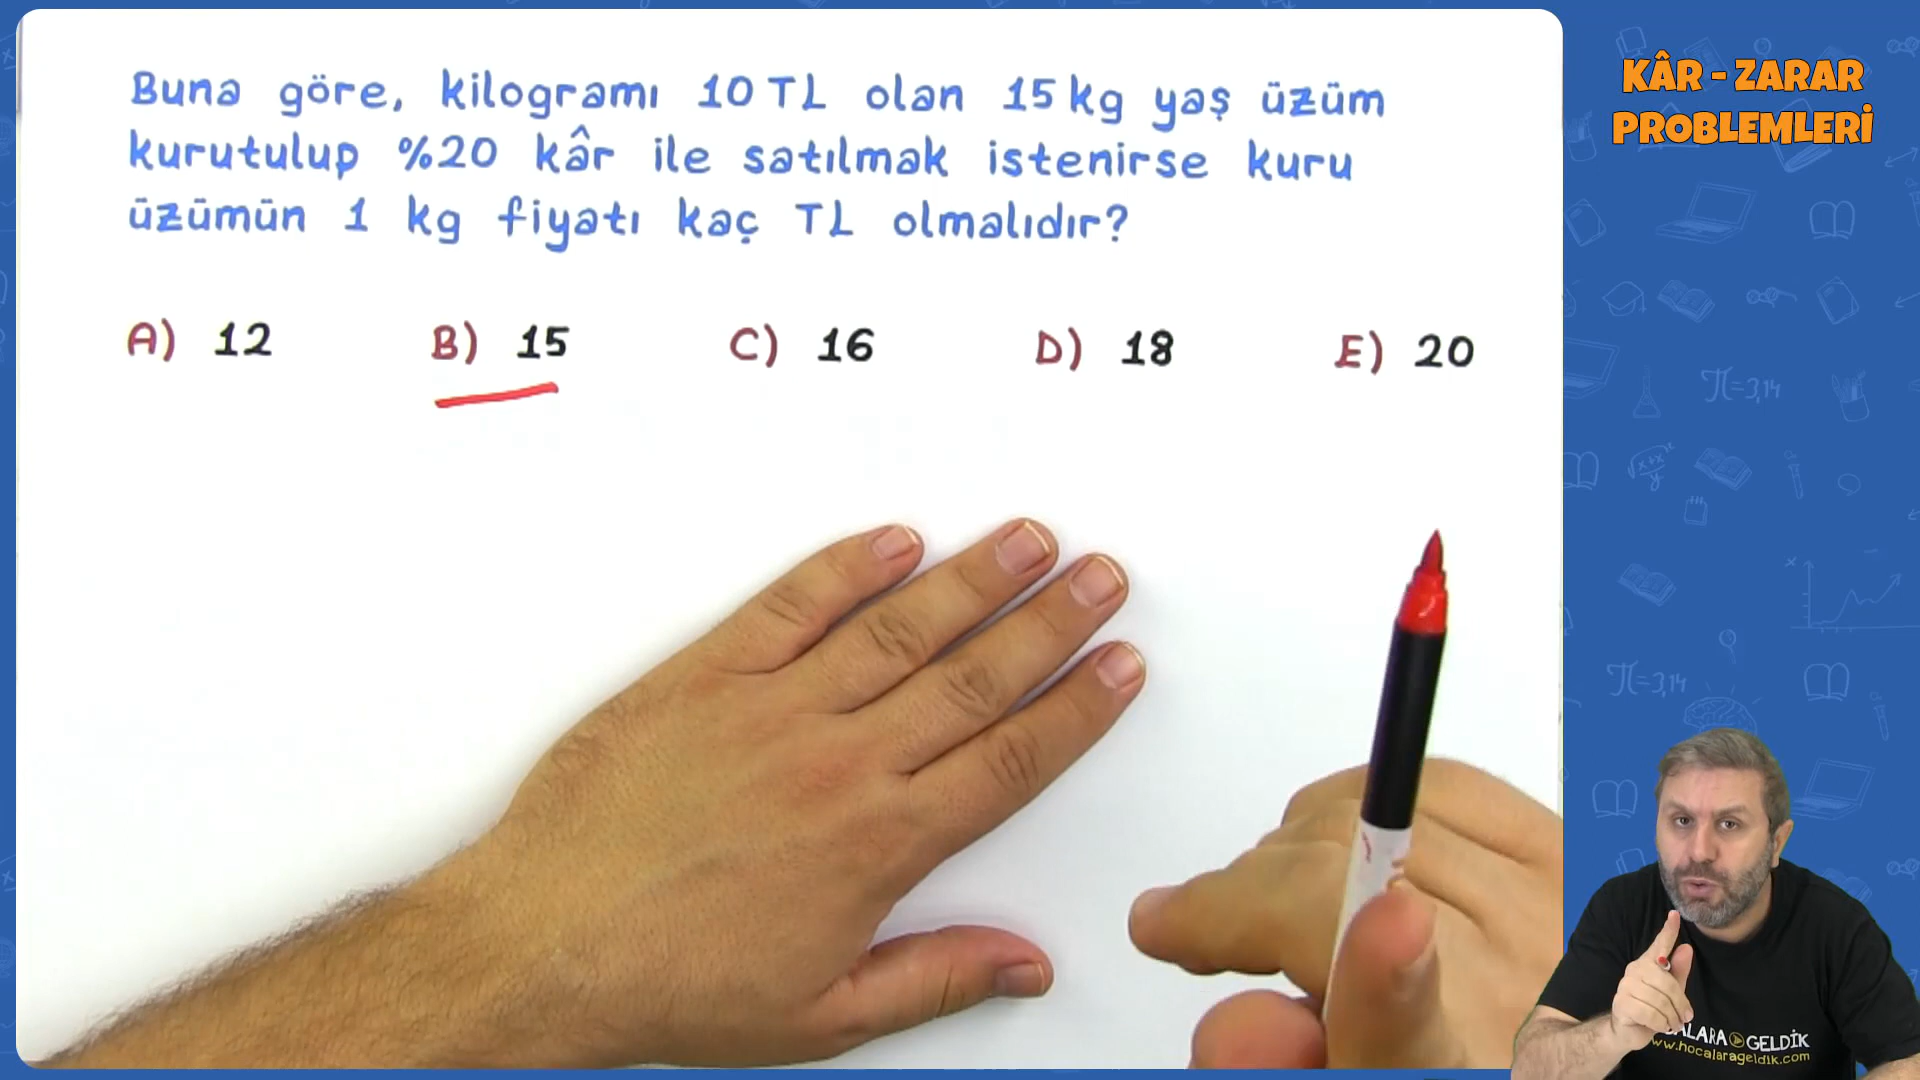 Buna göre, kilogramı 10 TL olan 15 kg yaş üzüm
kurutulup %20 kâr ile satılmak istenirse kuru
üzümün 1 kg fiyatı kaç TL olmalıdır?
A) 12 B) 15 C) 16 D) 18 E) 20
KÂR - ZARAR
PROBLEMLERİ
π=3,14
π=3,14
GELDİK
www.hocalarageldik.com